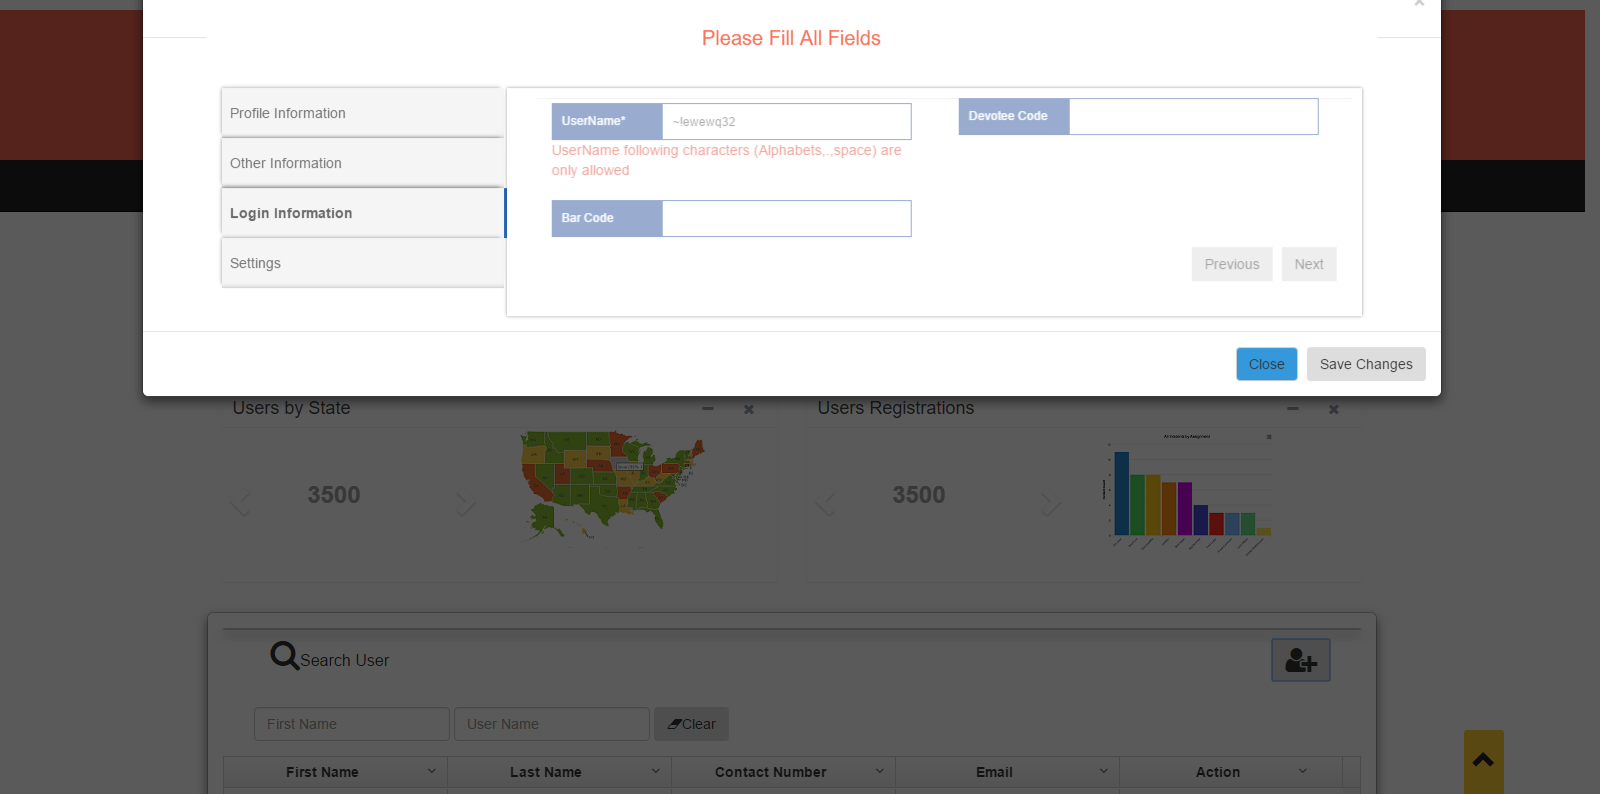 ×
Please Fill All Fields
Profile Information
Other Information
Login Information
Settings
UserName*
~!ewewq32
UserName following characters (Alphabets,.,space) are
only allowed
Devotee Code
Bar Code
Previous
Next
Close
Save Changes
Users by State
3500
Users Registrations
3500
Search User
First Name
User Name
Clear
First Name
Last Name
Contact Number
Email
Action